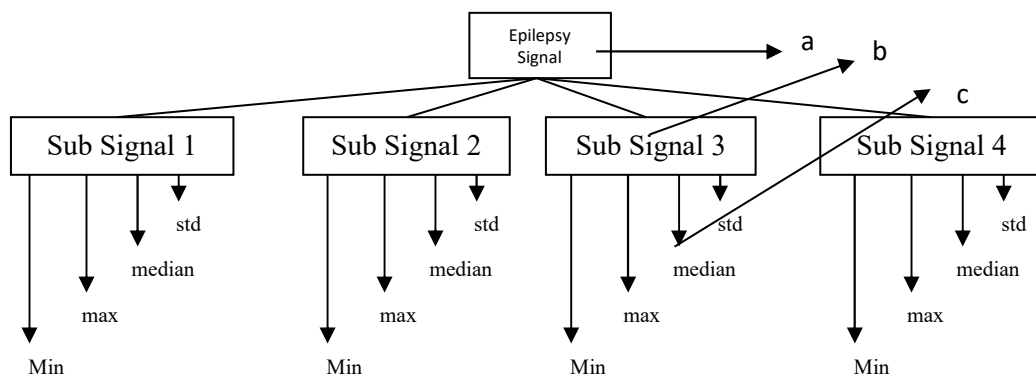 Epilepsy
Signal
a
b
c
Sub Signal 1
Sub Signal 2
Sub Signal 3
Sub Signal 4
std
std
std
std
median
median
median
median
max
max
max
max
Min
Min
Min
Min